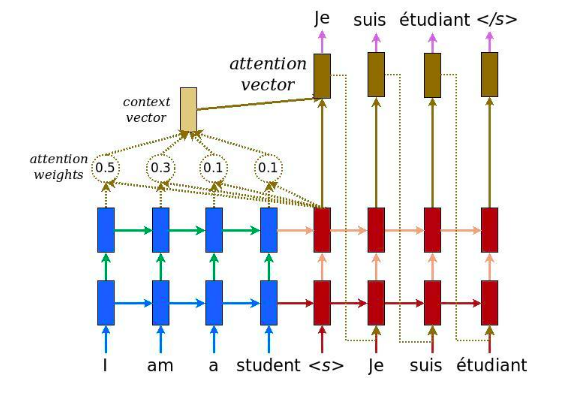 Je suis étudiant </s>
attention
vector
context
vector
attention
weights
0.5 0.3 0.1 0.1
I am a student <s> Je suis étudiant